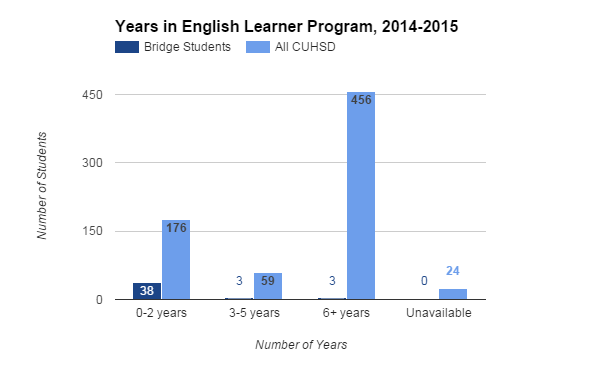 Years in English Learner Program, 2014-2015
Bridge Students All CUHSD
Number of Students
450
300
150
0
38 176
3 59
3 456
0 24
0-2 years 3-5 years 6+ years Unavailable
Number of Years